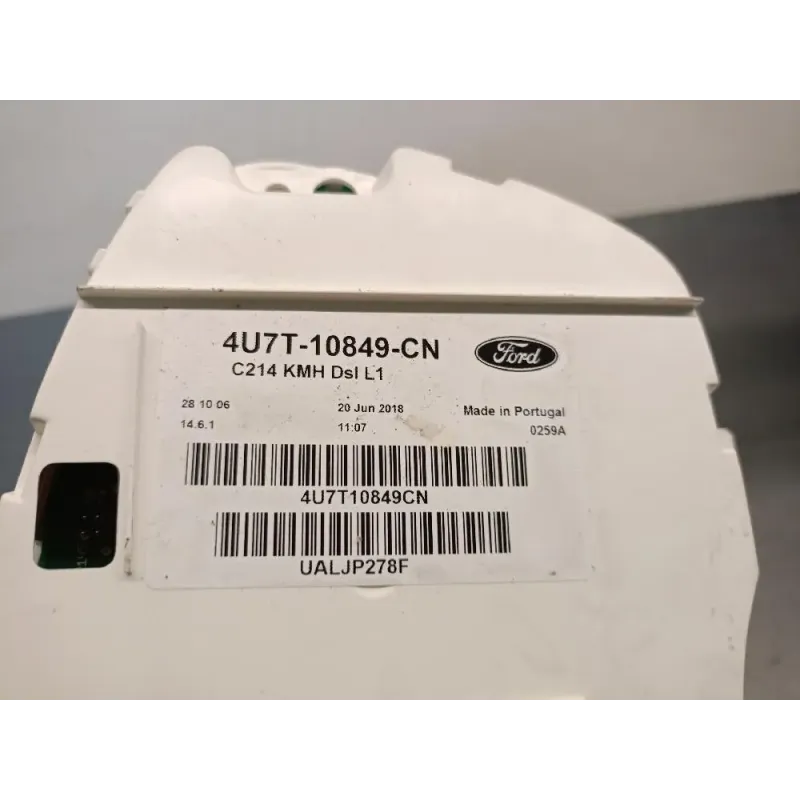 4U7T-10849-CN
Ford
C214 KMH Dsl L1
28 10 06 20 Jun 2018 Made in Portugal
14.6.1 11:07 0259A
4U7T10849CN
UALJP278F